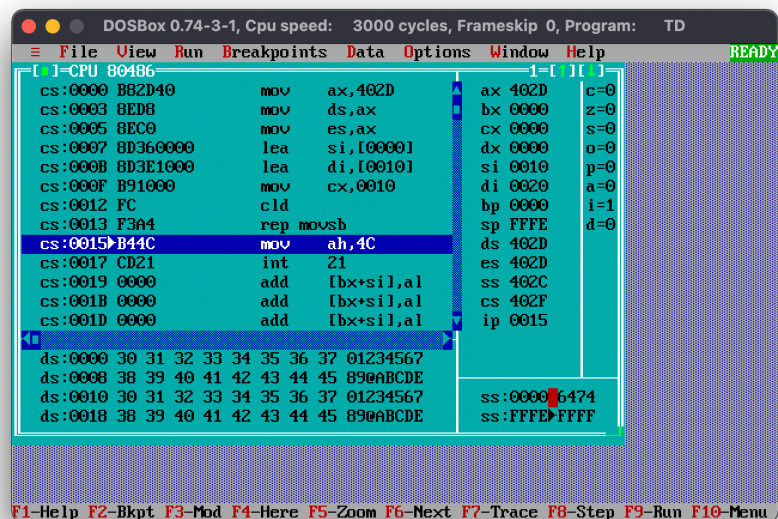 DOSBox 0.74-3-1, Cpu speed: 3000 cycles, Frameskip 0, Program: TD
≡ File View Run Breakpoints Data Options Window Help READY
[■]=CPU 80486 1=[↑][↓]
cs:0000 B82D40 mov ax,402D ax 402D c=0
cs:0003 8ED8 mov ds,ax bx 0000 z=0
cs:0005 8EC0 mov es,ax cx 0000 s=0
cs:0007 8D360000 lea si,[0000] dx 0000 o=0
cs:000B 8D3E1000 lea di,[0010] si 0010 p=0
cs:000F B91000 mov cx,0010 di 0020 a=0
cs:0012 FC cld bp 0000 i=1
cs:0013 F3A4 rep movsb sp FFFE d=0
cs:0015►B44C mov ah,4C ds 402D
cs:0017 CD21 int 21 es 402D
cs:0019 0000 add [bx+si],al ss 402C
cs:001B 0000 add [bx+si],al cs 402F
cs:001D 0000 add [bx+si],al ip 0015
ds:0000 30 31 32 33 34 35 36 37 01234567
ds:0008 38 39 40 41 42 43 44 45 89@ABCDE
ds:0010 30 31 32 33 34 35 36 37 01234567 ss:0000 6474
ds:0018 38 39 40 41 42 43 44 45 89@ABCDE ss:FFFE►FFFF
F1-Help F2-Bkpt F3-Mod F4-Here F5-Zoom F6-Next F7-Trace F8-Step F9-Run F10-Menu